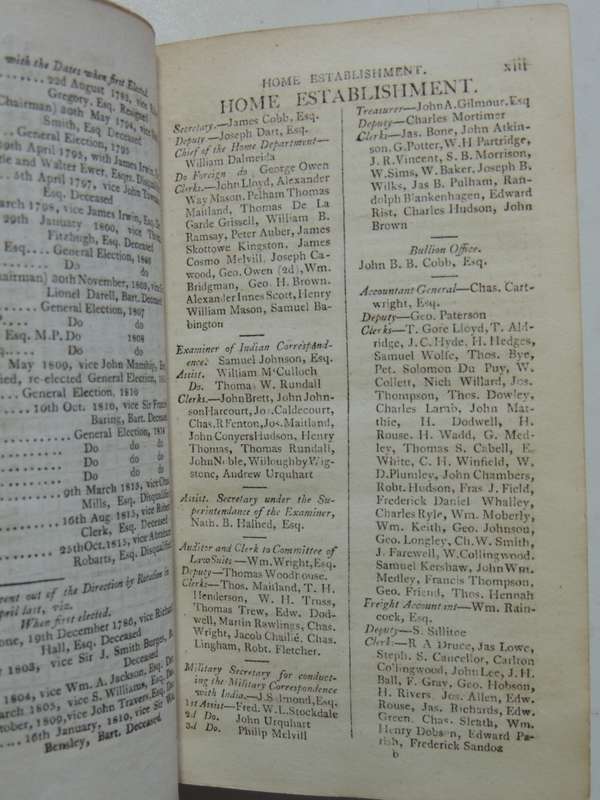 with the Dates when first Elected.
22d August 1783, vice
Gregory, Esq. Resigned
Chairman) 30th May 1794, vice
Smith, Esq Deceased
General Election, 1795
April 1795, with James Irwin,
and Walter Ewer, Esqrs. Disqualified
5th April 1797, vice John
Esq. Deceased
March 1798, vice James Irwin, Esq.
29th January 1800, vice
Fitzhugh, Esq. Deceased
Esq.... General Election, 1808
Do do
Chairman) 30th November, 1803, vice
Lionel Darell, Bart. Deceased
General Election, 1807
Do do
Esq. M.P. Do 1808
May 1809, vice John Manship, Esq.
re-elected General Election, 1810
General Election, 1810
10th Oct. 1810, vice Sir Francis
Baring, Bart. Deceased
General Election, 1814
Do do do
Do do do
Do do
9th March 1815, vice Chas
Mills, Esq. Disqualified
16th Aug 1815, vice Robert
Clerk, Esq. Deceased
25th Oct. 1815, vice Abraham
Robarts, Esq. Disqualified
went out of the Direction by Rotation in
April last, viz.
When first elected.
19th December 1786, vice Richard
Hall, Esq. Deceased
1803, vice Sir J. Smith Burges,
Deceased
1804, vice Wm. A. Jackson, Esq.
March 1805, vice S. Williams, Esq.
October, 1809, vice John Travers, Esq.
16th January, 1810, vice Sir
Bensley, Bart. Deceased.
HOME ESTABLISHMENT. xiii
HOME ESTABLISHMENT.
Secretary.—James Cobb, Esq.
Deputy—Joseph Dart, Esq.
Chief of the Home Department—
William Dalmeida
Do Foreign do George Owen
Clerks.—John Lloyd, Alexander
Way Mason, Pelham Thomas
Maitland, Thomas De La
Garde Grissell, William B.
Ramsay, Peter Auber, James
Skottowe Kingston, James
Cosmo Melvill, Joseph Ca-
wood, Geo. Owen (2d), Wm.
Bridgman, Geo. H. Brown.
Alexander Innes Scott, Henry
William Mason, Samuel Ba-
bington
Examiner of Indian Correspond-
ence. Samuel Johnson, Esq.
Assist. William M'Culloch
Do. Thomas W. Rundall
Clerks.—John Brett, John John-
son Harcourt, Jos. Caldecourt,
Chas. R Fenton, Jos. Maitland,
John Conyers Hudson, Henry
Thomas, Thomas Rundall,
John Noble, Willoughby Wig-
stone, Andrew Urquhart
Assist. Secretary under the Su-
perintendance of the Examiner,
Nath. B. Halhed, Esq.
Auditor and Clerk to Committee of
Law Suits—Wm. Wright, Esq.
Deputy—Thomas Woodhouse.
Clerks—Thos. Maitland, T. H.
Henderson, W. H. Truss,
Thomas Trew, Edw. Dod-
well, Martin Rawlings, Chas.
Wright, Jacob Chailié, Chas.
Lingham, Robt. Fletcher.
Military Secretary for conduct-
ing the Military Correspondence
with India.—J. Salmond, Esq.
1st Assist—Fred. W. L. Stockdale
2d Do. John Urquhart
3d Do. Philip Melvill
Treasurer—John A. Gilmour, Esq
Deputy—Charles Mortimer
Clerks—Jas. Bone, John Atkin-
son, G. Potter, W. H Partridge,
J. R. Vincent, S. B. Morrison,
W. Sims, W. Baker, Joseph B.
Wilks, Jas B. Pulham, Ran-
dolph Blankenhagen, Edward
Rist, Charles Hudson, John
Brown
Bullion Office.
John B. B. Cobb, Esq.
Accountant General—Chas. Cart-
wright, Esq.
Deputy—Geo. Paterson
Clerks—T. Gore Lloyd, T. Ald-
ridge, J. C. Hyde, H. Hedges,
Samuel Wolfe, Thos. Bye,
Pet. Solomon Du Puy, W.
Collett, Nich Willard, Jos.
Thompson, Thos. Dowley,
Charles Lamb, John Mat-
thie, H. Dodwell, H.
Rouse, H. Wadd, G. Med-
ley, Thomas S. Cabell, E.
White, C. H. Winfield, W.
D. Plumley, John Chambers,
Robt. Hudson, Fras. J. Field,
Frederick Daniel Whalley,
Charles Ryle, Wm. Moberly,
Wm. Keith, Geo. Johnson,
Geo. Longley, Ch. W. Smith,
J. Farewell, W. Collingwood,
Samuel Kershaw, John Wm.
Medley, Francis Thompson,
Geo. Friend, Thos. Hennah
Freight Accountant—Wm. Rain-
cock, Esq.
Deputy—S. Sillitoe
Clerk.—R A Druce, Jas Lowe,
Steph. S. Cancellor, Carlton
Collingwood, John Lee, J. H.
Ball, F. Gray, Geo. Hobson,
H. Rivers, Jos. Allen, Edw.
Rouse, Jas. Richards, Edw.
Green, Chas. Sleath, Wm.
Henry Dobson, Edward Pa-
rish, Frederick Sandoz
b